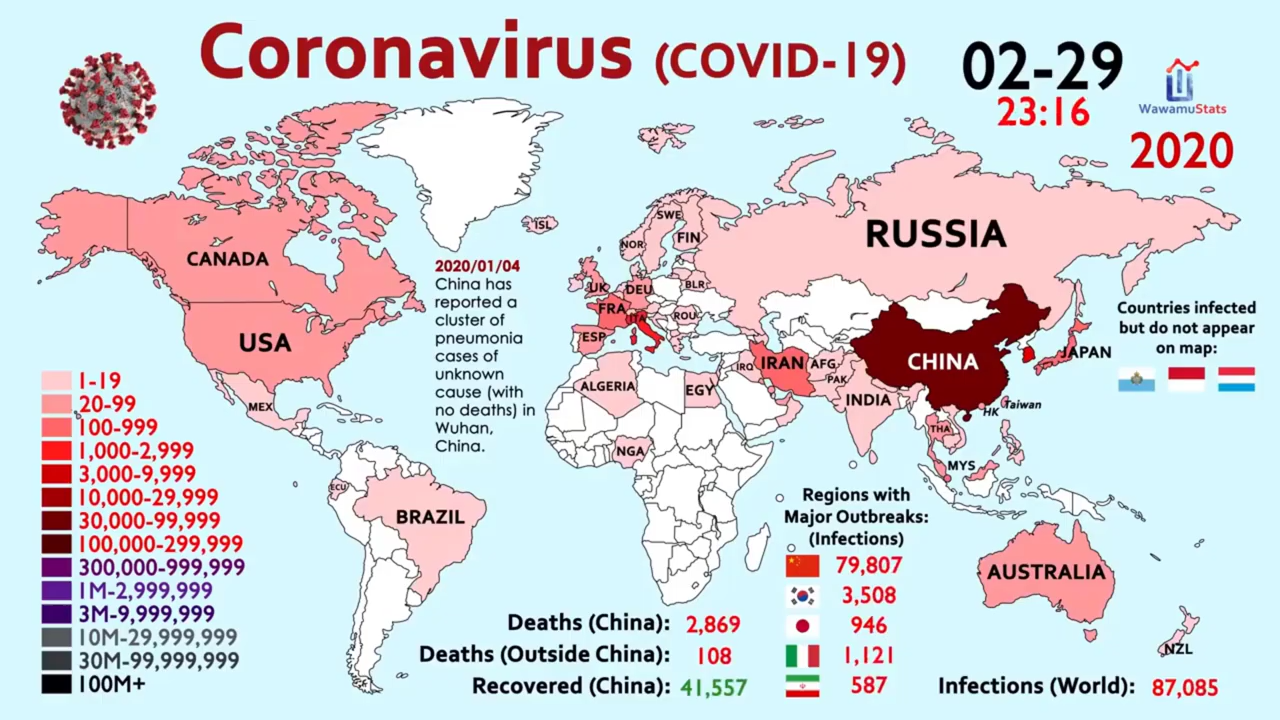 Coronavirus (COVID-19)
02-29
23:16
WawamuStats
2020
ISL
SWE
FIN
NOR
RUSSIA
CANADA
2020/01/04
China has
reported a
cluster of
pneumonia
cases of
unknown
cause (with
no deaths) in
Wuhan,
China.
UK
DEU
BLR
FRA
ITA
ROU
ESP
USA
Countries infected
but do not appear
on map:
JAPAN
CHINA
IRAN
AFG
IRQ
PAK
ALGERIA
EGY
INDIA
HK
Taiwan
MEX
THA
NGA
MYS
ECU
BRAZIL
AUSTRALIA
NZL
1-19
20-99
100-999
1,000-2,999
3,000-9,999
10,000-29,999
30,000-99,999
100,000-299,999
300,000-999,999
1M-2,999,999
3M-9,999,999
10M-29,999,999
30M-99,999,999
100M+
Regions with
Major Outbreaks:
(Infections)
79,807
3,508
946
1,121
587
Deaths (China): 2,869
Deaths (Outside China): 108
Recovered (China): 41,557
Infections (World): 87,085